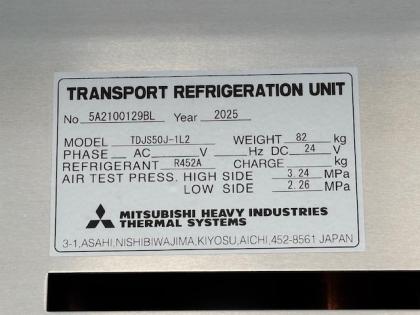 TRANSPORT REFRIGERATION UNIT
No 5A2100129BL Year 2025
MODEL TDJS50J-1L2 WEIGHT 82 kg
PHASE AC V Hz DC 24 V
REFRIGERANT R452A CHARGE kg
AIR TEST PRESS. HIGH SIDE 3.24 MPa
LOW SIDE 2.26 MPa
MITSUBISHI HEAVY INDUSTRIES
THERMAL SYSTEMS
3-1,ASAHI,NISHIBIWAJIMA,KIYOSU,AICHI,452-8561 JAPAN